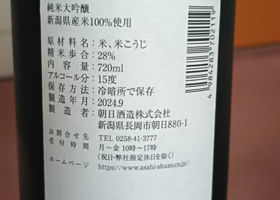 純米大吟醸
新潟県産米100%使用
原材料名：米、米こうじ
精米歩合：28%
内容量：720ml
アルコール分：15度
保存方法：冷暗所で保存
製造年月：2024.9
製造者：朝日酒造株式会社
新潟県長岡市朝日880-1
お問合せ先 TEL 0258-41-3777
受付時間 月～金 10時～17時
(祝日・弊社指定休日を除く)
ホームページ https://www.asahi-shuzo.co.jp/
4984283770211